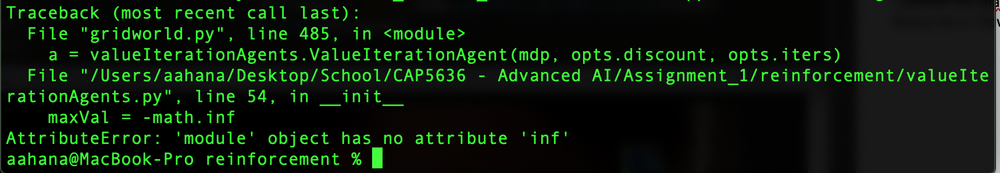 Traceback (most recent call last):
  File "gridworld.py", line 485, in <module>
    a = valueIterationAgents.ValueIterationAgent(mdp, opts.discount, opts.iters)
  File "/Users/aahana/Desktop/School/CAP5636 - Advanced AI/Assignment_1/reinforcement/valueIte
rationAgents.py", line 54, in __init__
    maxVal = -math.inf
AttributeError: 'module' object has no attribute 'inf'
aahana@MacBook-Pro reinforcement %